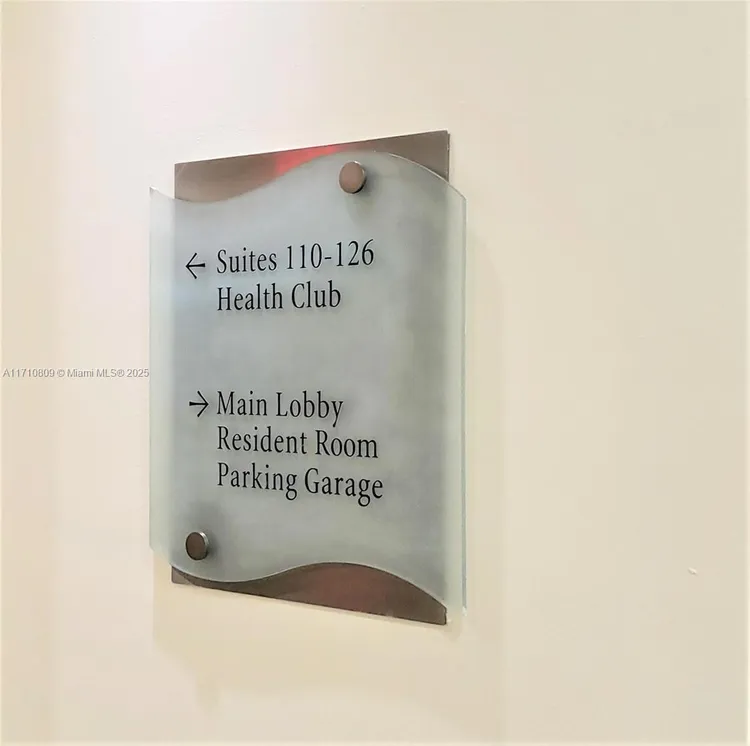 ← Suites 110-126
Health Club
A11710809 © Miami MLS® 2025
→ Main Lobby
Resident Room
Parking Garage